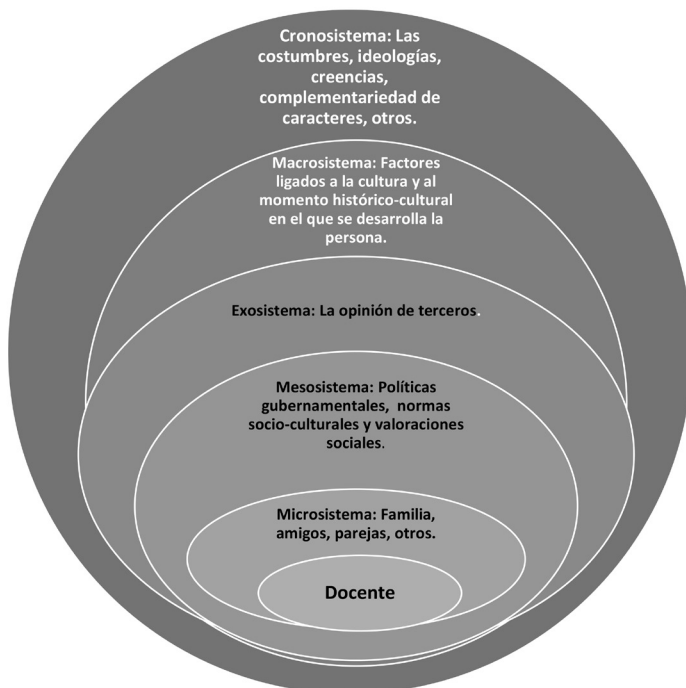 Cronosistema: Las
costumbres, ideologías,
creencias,
complementariedad de
caracteres, otros.
Macrosistema: Factores
ligados a la cultura y al
momento histórico-cultural
en el que se desarrolla la
persona.
Exosistema: La opinión de terceros.
Mesosistema: Políticas
gubernamentales, normas
socio-culturales y valoraciones
sociales.
Microsistema: Familia,
amigos, parejas, otros.
Docente